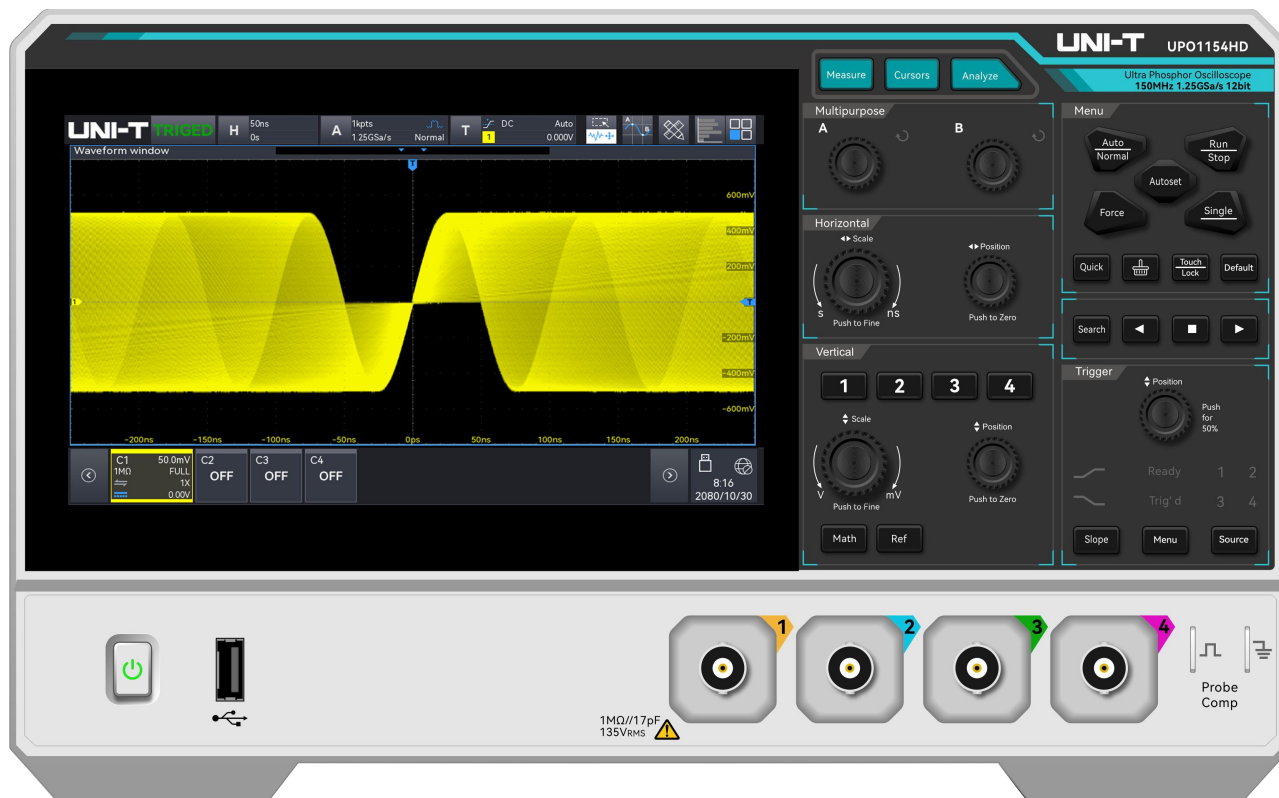 UNI-T UPO1154HD
Ultra Phosphor Oscilloscope
150MHz 1.25GSa/s 12bit
Measure Cursors Analyze
UNI-T TRIGED H 50ns 0s A 1kpts 1.25GSa/s Normal T DC 1 Auto 0.000V
Waveform window
T
600mV
400mV
200mV
1 T
-200mV
-400mV
-600mV
-200ns -150ns -100ns -50ns 0ps 50ns 100ns 150ns 200ns
C1 50.0mV
1MΩ FULL
1X
0.00V
C2 OFF
C3 OFF
C4 OFF
8:16
2080/10/30
Multipurpose
A B
Horizontal
Scale Position
s ns
Push to Fine Push to Zero
Vertical
1 2 3 4
Scale Position
V mV
Push to Fine Push to Zero
Math Ref
Menu
Auto Normal
Run Stop
Autoset
Force Single
Quick Touch Lock Default
Search
Trigger
Position
Push
for
50%
Ready 1 2
Trig'd 3 4
Slope Menu Source
1 2 3 4
1MΩ//17pF
135VRMS
Probe
Comp